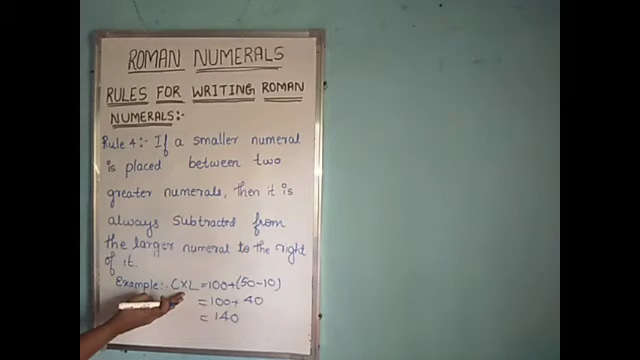 ROMAN NUMERALS
RULES FOR WRITING ROMAN
NUMERALS:-
Rule 4:- If a smaller numeral
is placed between two
greater numerals, then it is
always subtracted from
the larger numeral to the right
of it.
Example:- CXL = 100+(50-10)
= 100+ 40
= 140